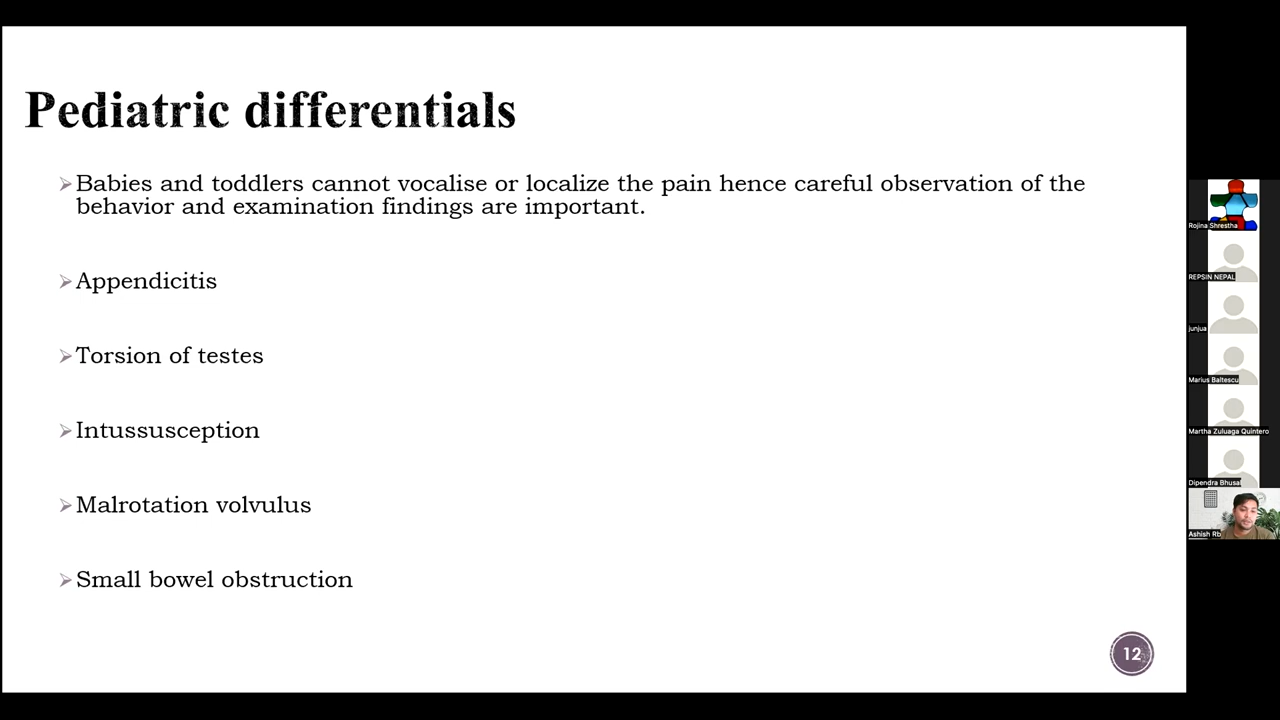 Pediatric differentials
Babies and toddlers cannot vocalise or localize the pain hence careful observation of the
behavior and examination findings are important.
Appendicitis
Torsion of testes
Intussusception
Malrotation volvulus
Small bowel obstruction
12
Rojina Shrestha
REPSIN NEPAL
junjua
Marius Baltescu
Martha Zuluaga Quintero
Dipendra Bhusal
Ashish Rb